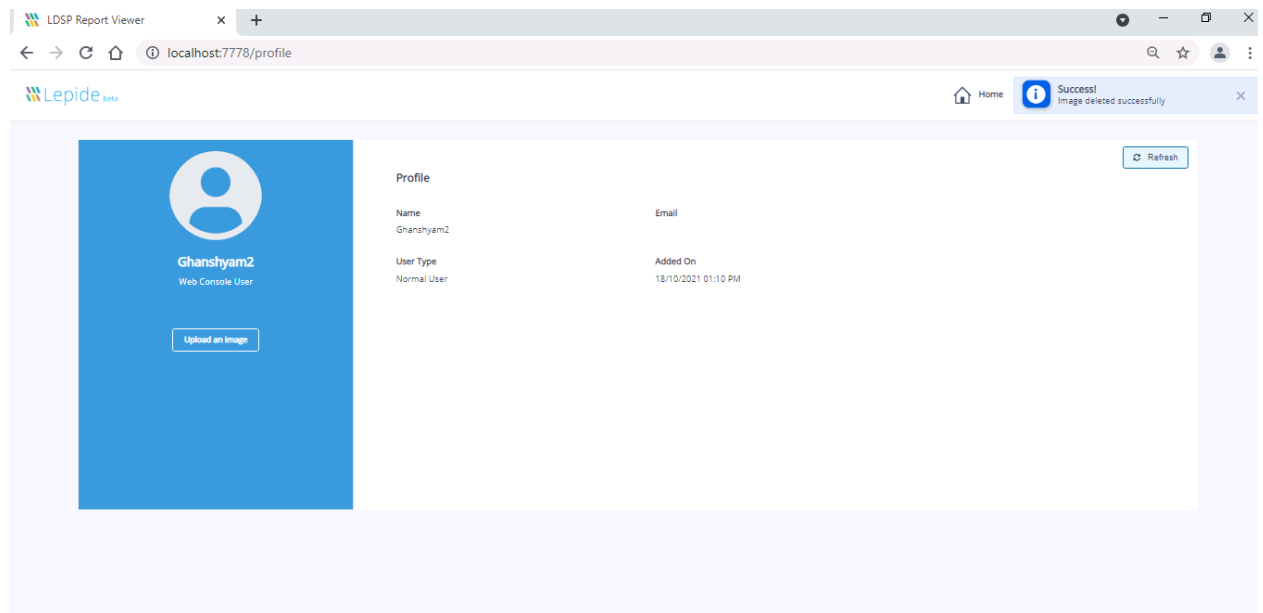 LDSP Report Viewer
localhost:7778/profile
Lepide beta
Home
Success!
Image deleted successfully
Refresh
Ghanshyam2
Web Console User
Upload an Image
Profile
Name
Email
Ghanshyam2
User Type
Added On
Normal User
18/10/2021 01:10 PM